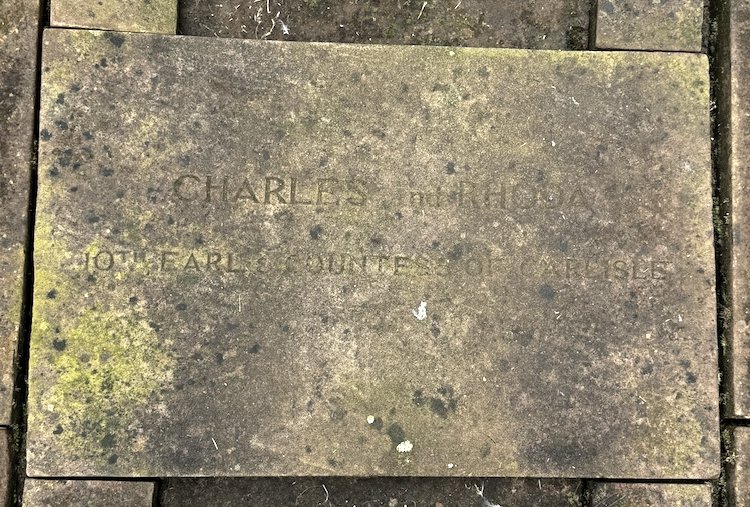 CHARLES and RHODA
10TH EARL & COUNTESS OF CARLISLE